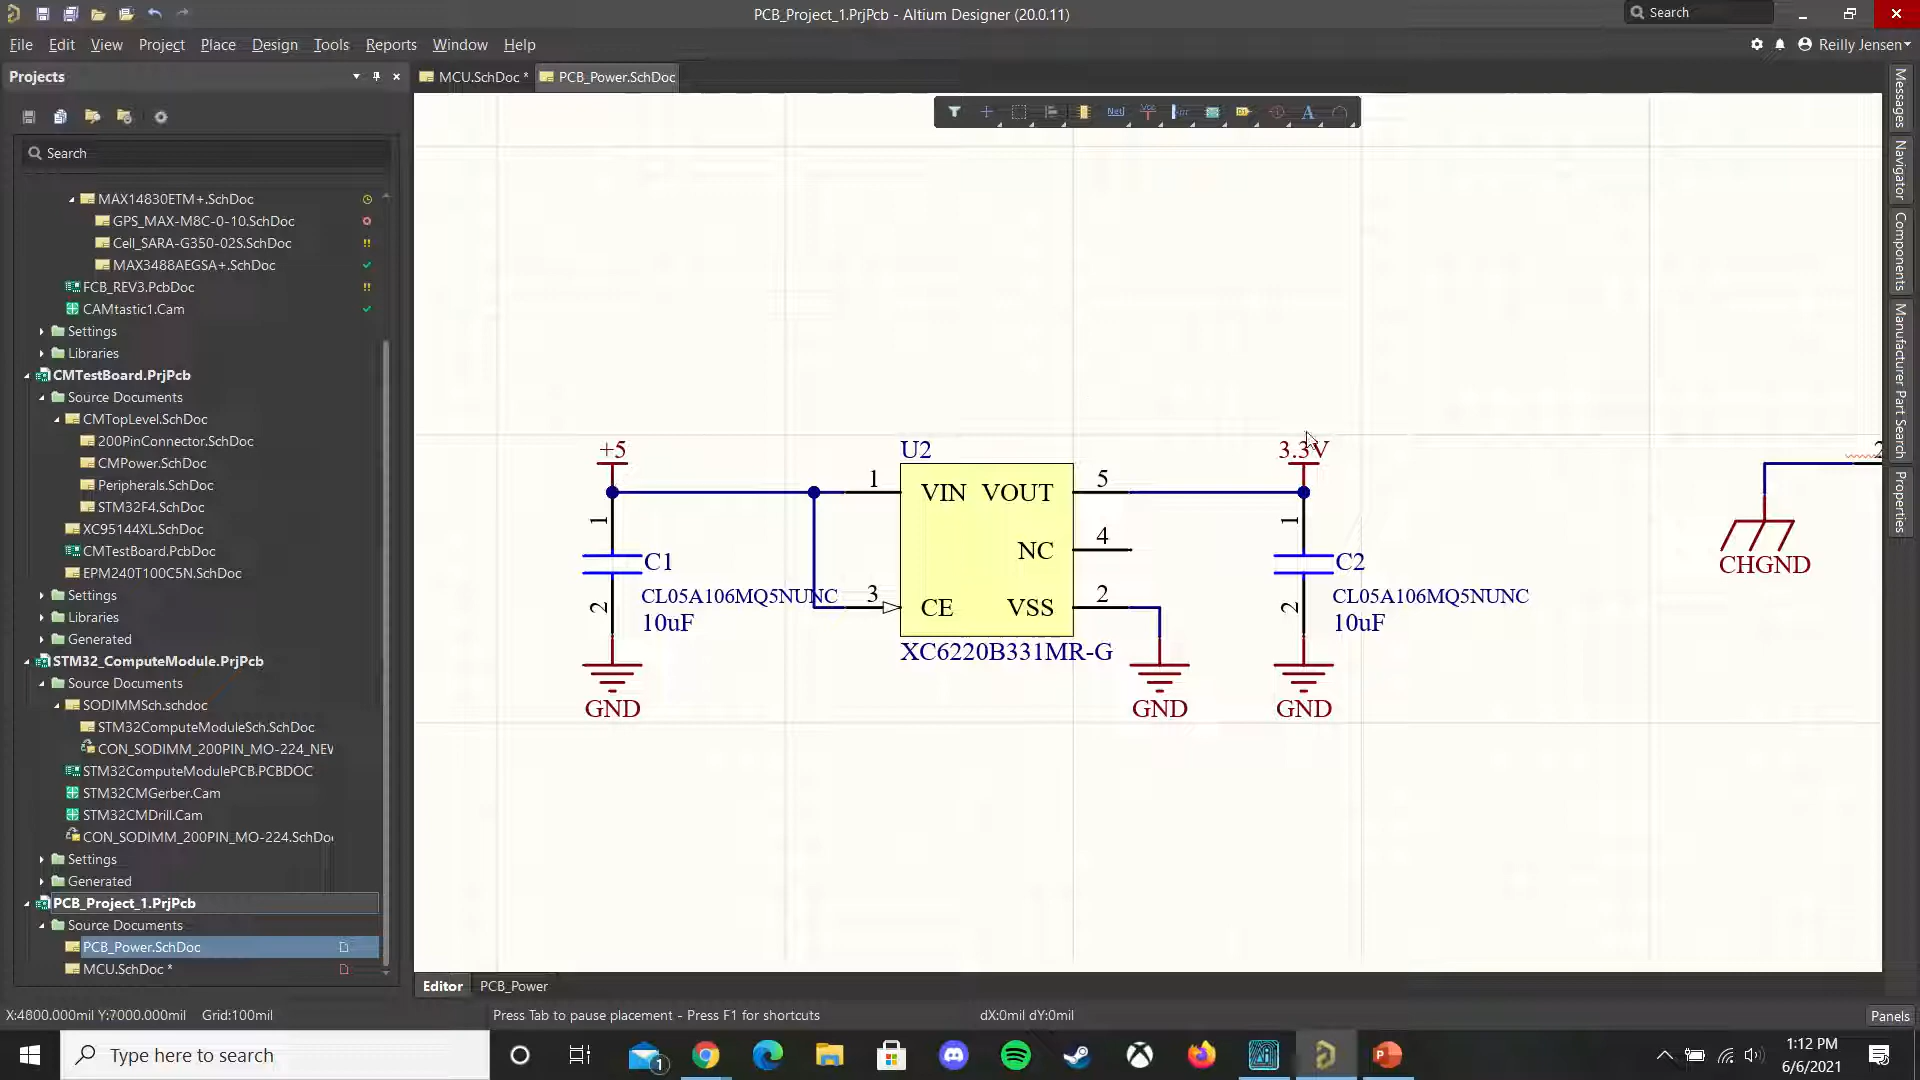 PCB_Project_1.PrjPcb - Altium Designer (20.0.11)
Search
File Edit View Project Place Design Tools Reports Window Help
Reilly Jensen
Projects
MCU.SchDoc *
PCB_Power.SchDoc
Search
MAX14830ETM+.SchDoc
GPS_MAX-M8C-0-10.SchDoc
Cell_SARA-G350-02S.SchDoc
MAX3488AEGSA+.SchDoc
FCB_REV3.PcbDoc
CAMtastic1.Cam
Settings
Libraries
CMTestBoard.PrjPcb
Source Documents
CMTopLevel.SchDoc
200PinConnector.SchDoc
CMPower.SchDoc
Peripherals.SchDoc
STM32F4.SchDoc
XC95144XL.SchDoc
CMTestBoard.PcbDoc
EPM240T100C5N.SchDoc
Settings
Libraries
Generated
STM32_ComputeModule.PrjPcb
Source Documents
SODIMMSch.schdoc
STM32ComputeModuleSch.SchDoc
CON_SODIMM_200PIN_MO-224_NEW
STM32ComputeModulePCB.PCBDOC
STM32CMGerber.Cam
STM32CMDrill.Cam
CON_SODIMM_200PIN_MO-224.SchDo
Settings
Generated
PCB_Project_1.PrjPcb
Source Documents
PCB_Power.SchDoc
MCU.SchDoc *
+5
U2
3.3V
2
1 VIN VOUT 5
1
1
NC 4
C1
C2
CHGND
CL05A106MQ5NUNC
CL05A106MQ5NUNC
2
3 CE VSS 2
2
10uF
10uF
XC6220B331MR-G
GND
GND
GND
Messages
Navigator
Components
Manufacturer Part Search
Properties
Editor PCB_Power
X:4600.000mil Y:7000.000mil Grid:100mil
Press Tab to pause placement - Press F1 for shortcuts
dX:0mil dY:0mil
Panels
Type here to search
1
1:12 PM
6/6/2021